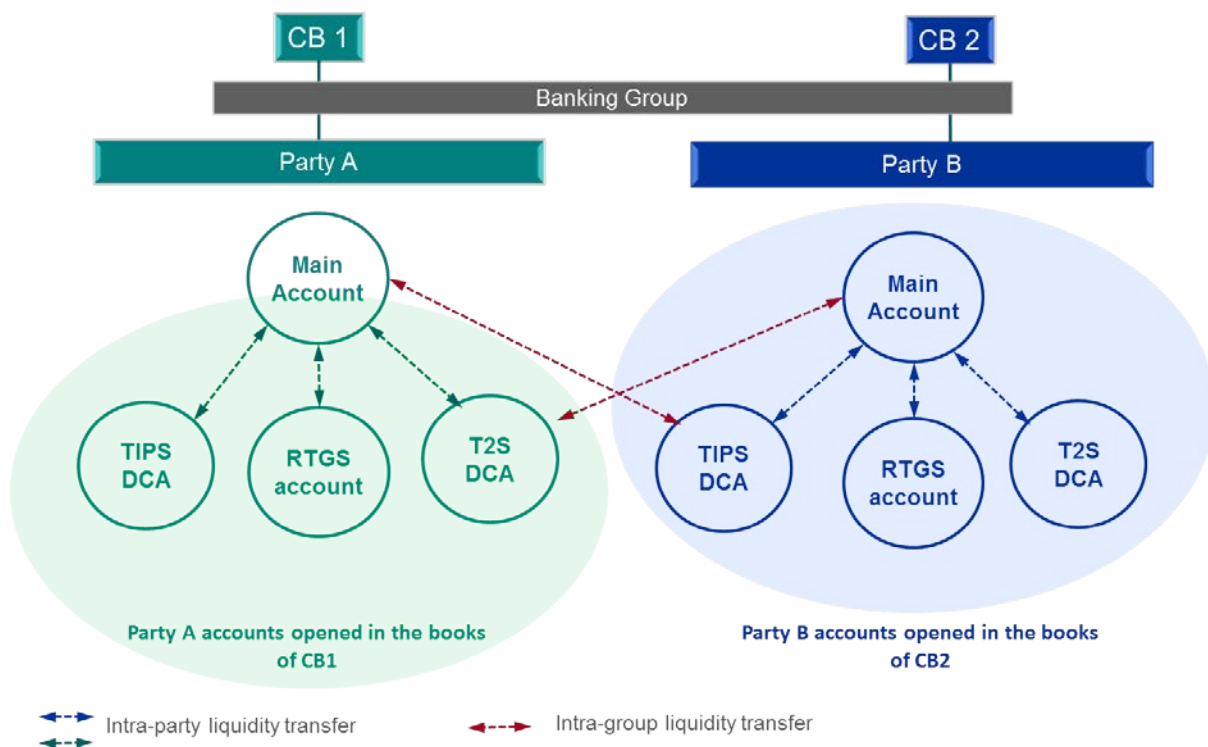 CB 1
CB 2
Banking Group
Party A
Party B
Main
Account
Main
Account
TIPS
DCA
RTGS
account
T2S
DCA
TIPS
DCA
RTGS
account
T2S
DCA
Party A accounts opened in the books
of CB1
Party B accounts opened in the books
of CB2
Intra-party liquidity transfer
Intra-group liquidity transfer